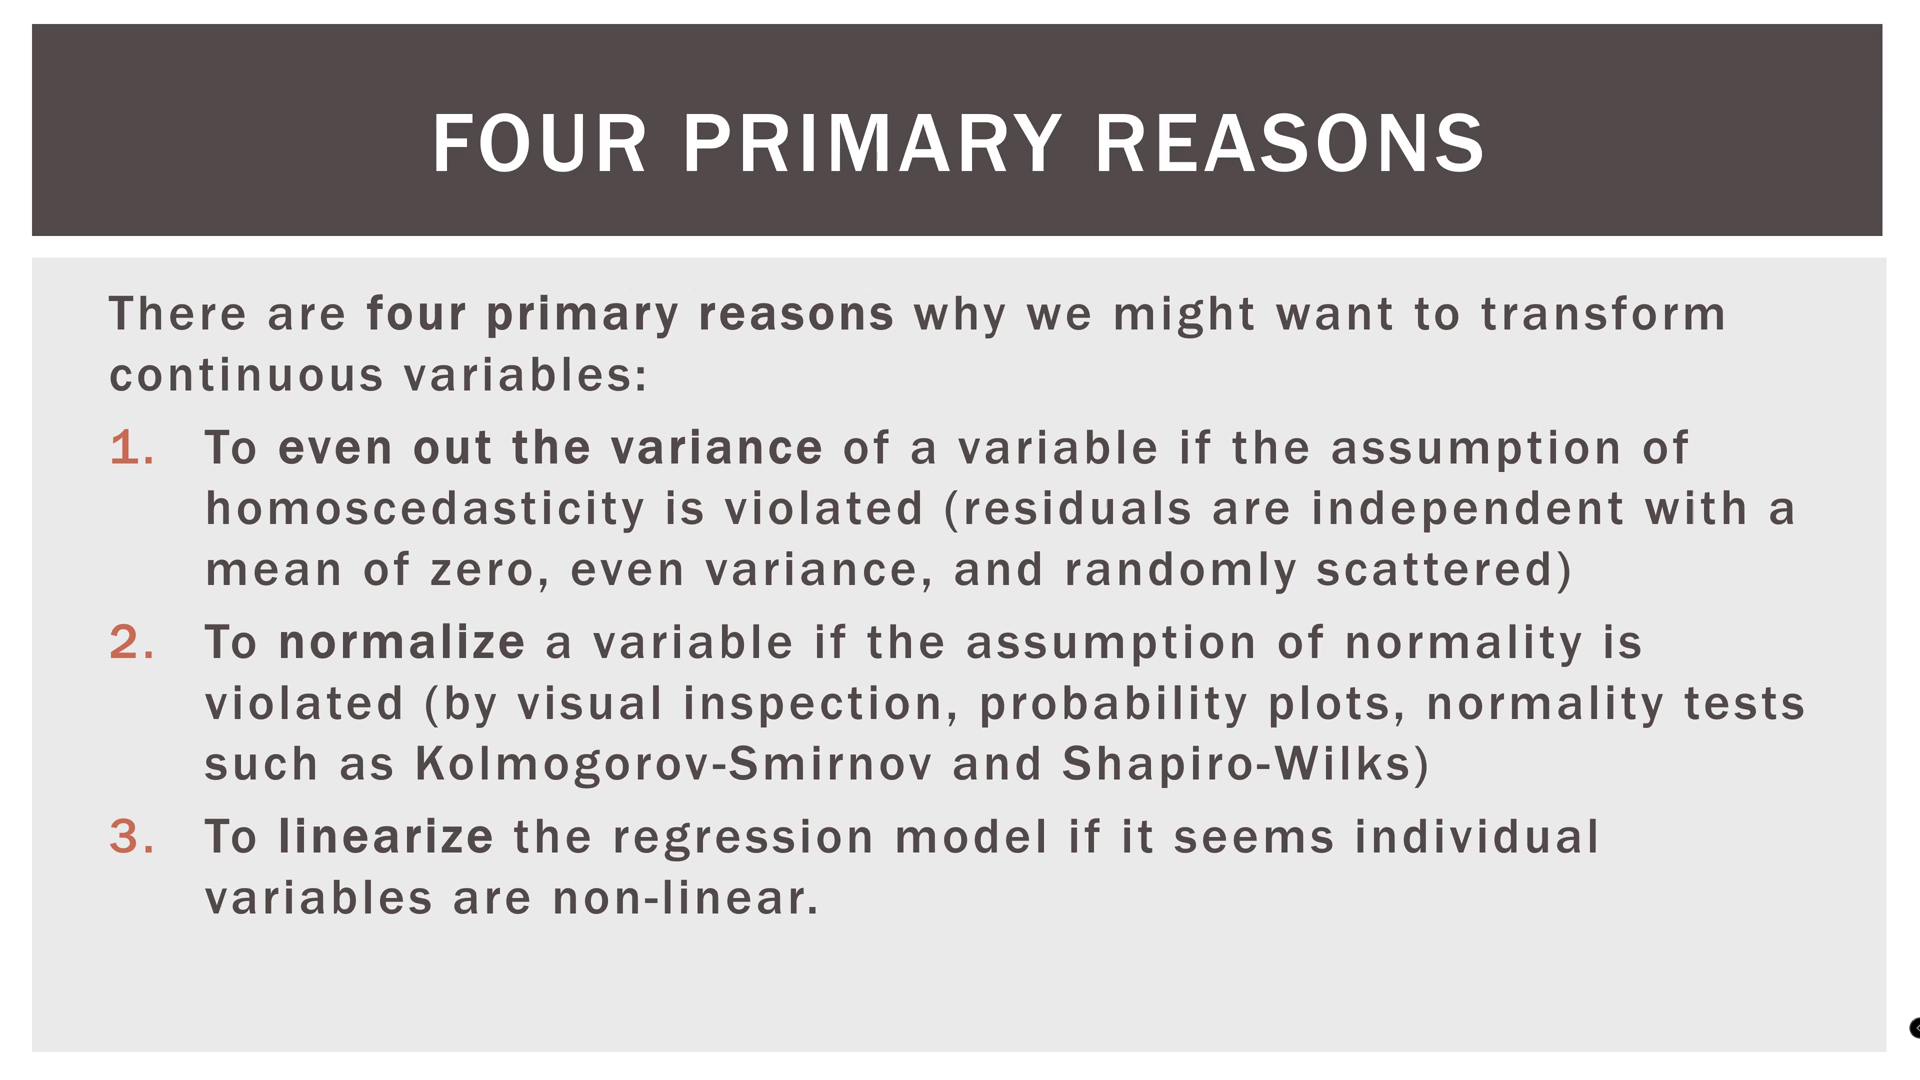 FOUR PRIMARY REASONS
There are four primary reasons why we might want to transform
continuous variables:
1. To even out the variance of a variable if the assumption of
homoscedasticity is violated (residuals are independent with a
mean of zero, even variance, and randomly scattered)
2. To normalize a variable if the assumption of normality is
violated (by visual inspection, probability plots, normality tests
such as Kolmogorov-Smirnov and Shapiro-Wilks)
3. To linearize the regression model if it seems individual
variables are non-linear.